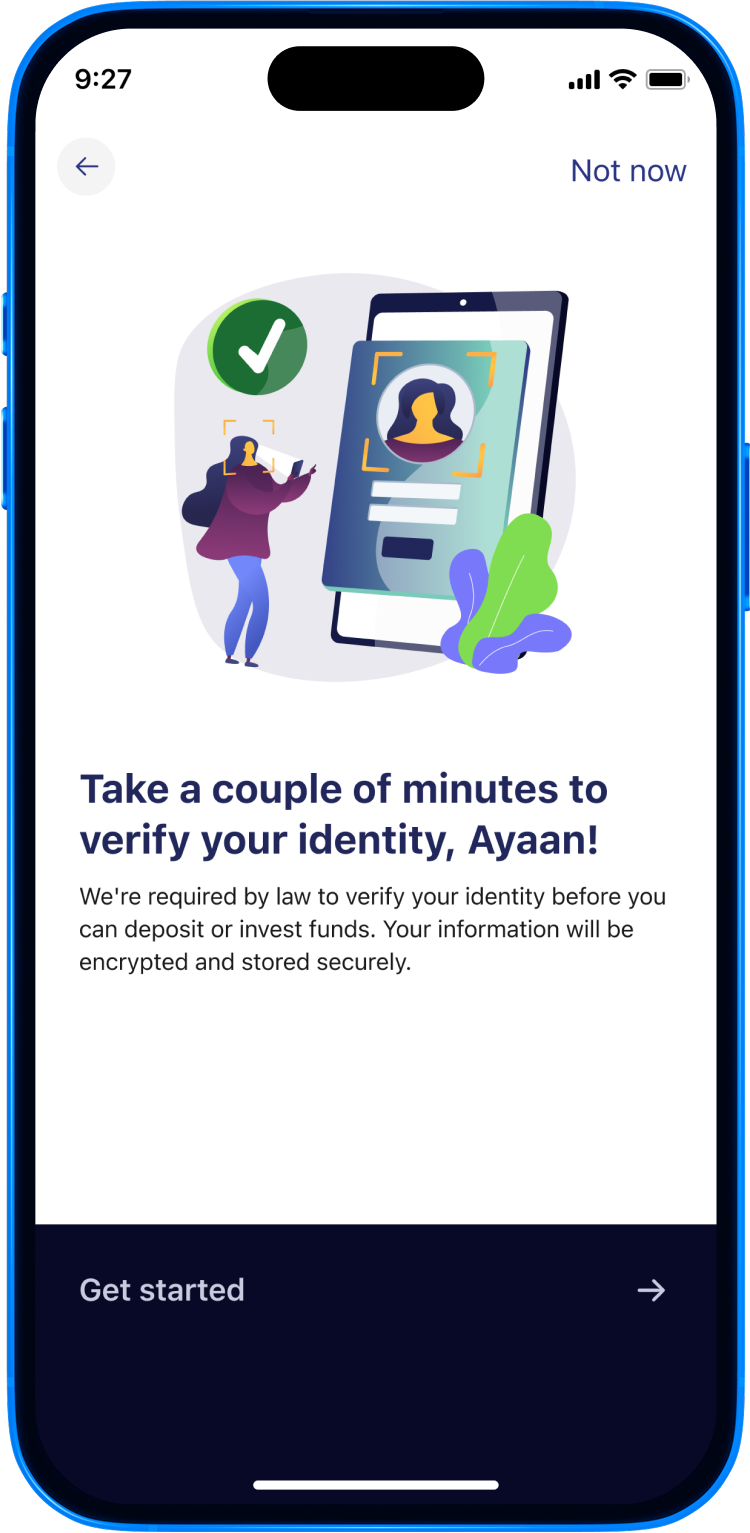 9:27
Not now
Take a couple of minutes to
verify your identity, Ayaan!
We're required by law to verify your identity before you
can deposit or invest funds. Your information will be
encrypted and stored securely.
Get started